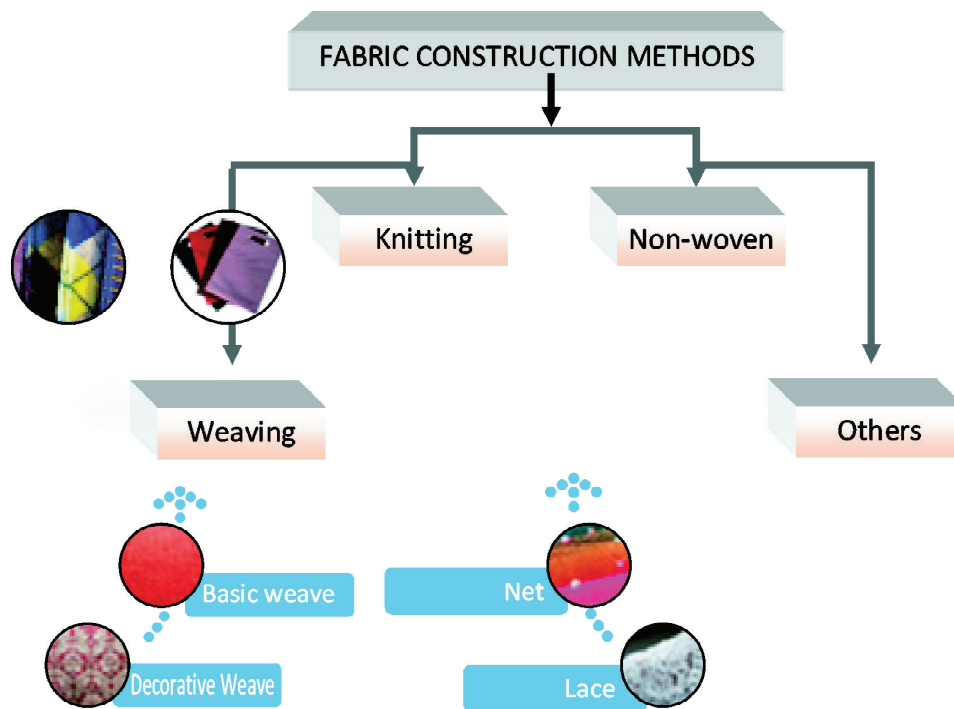 FABRIC CONSTRUCTION METHODS
Knitting
Non-woven
Weaving
Others
Basic weave
Net
Decorative Weave
Lace